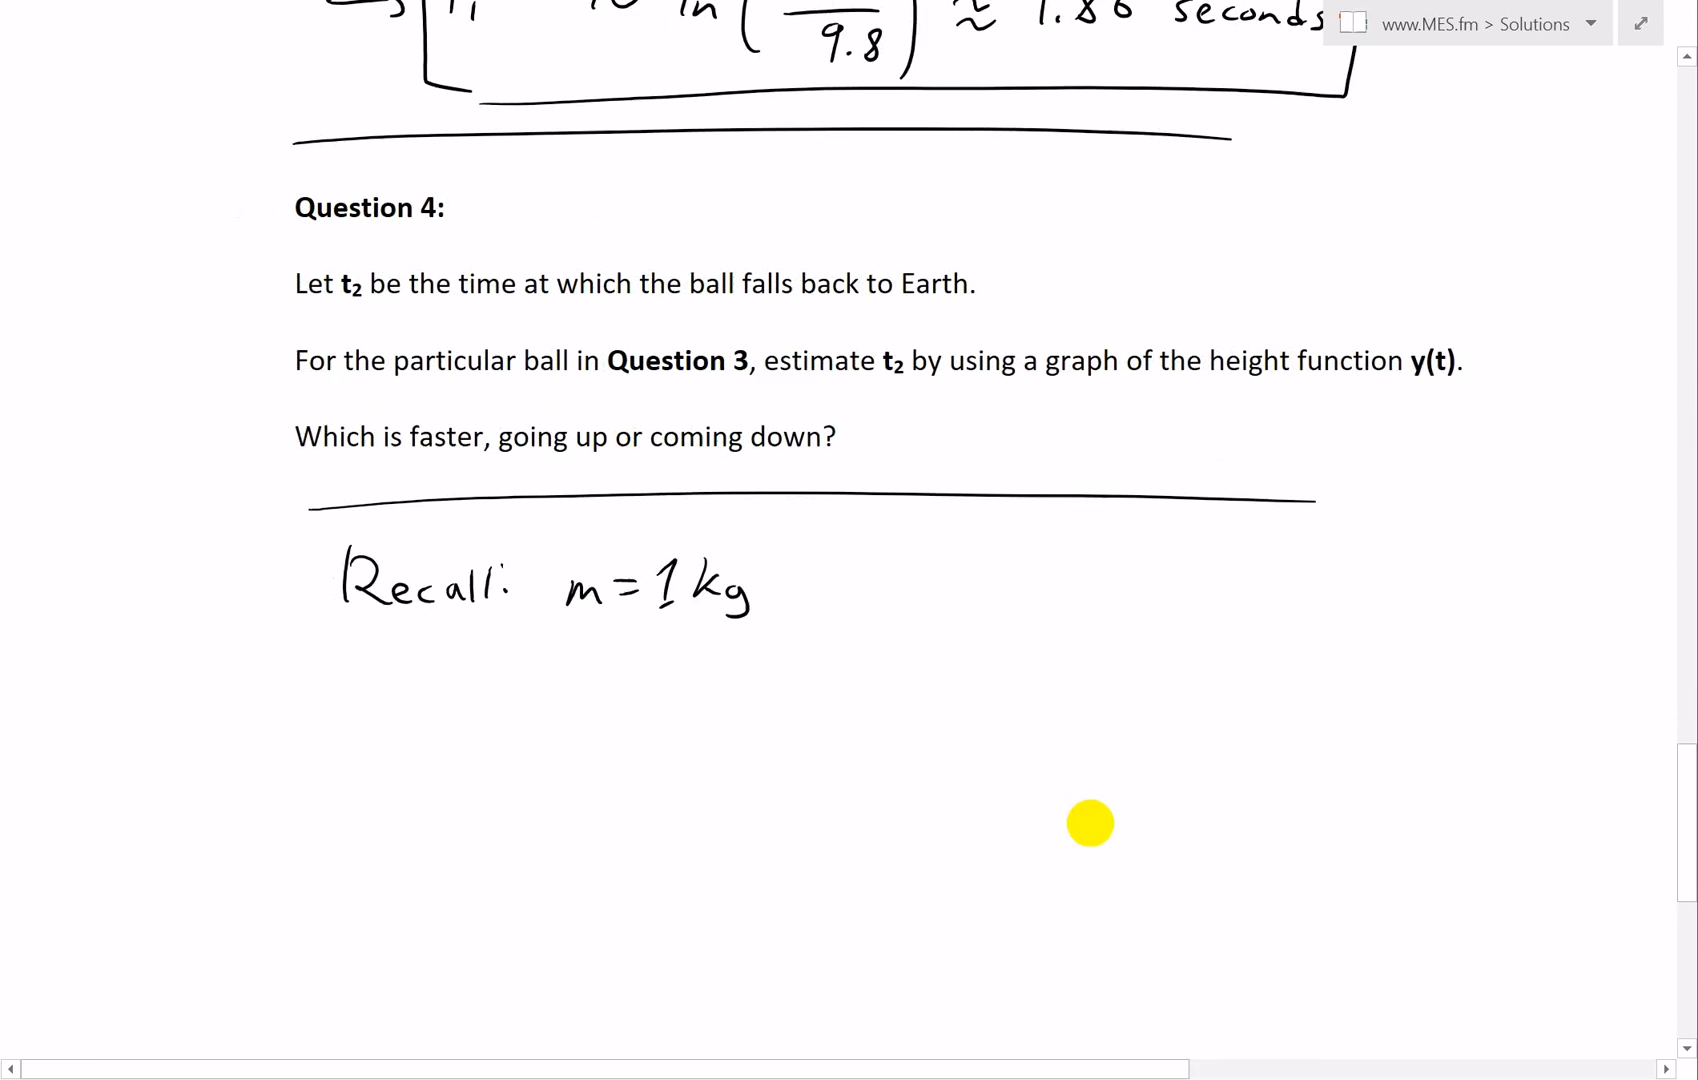 ln ( 9.8 ) ≈ 1.86 seconds
www.MES.fm > Solutions
Question 4:
Let t₂ be the time at which the ball falls back to Earth.
For the particular ball in Question 3, estimate t₂ by using a graph of the height function y(t).
Which is faster, going up or coming down?
Recall: m = 1 kg